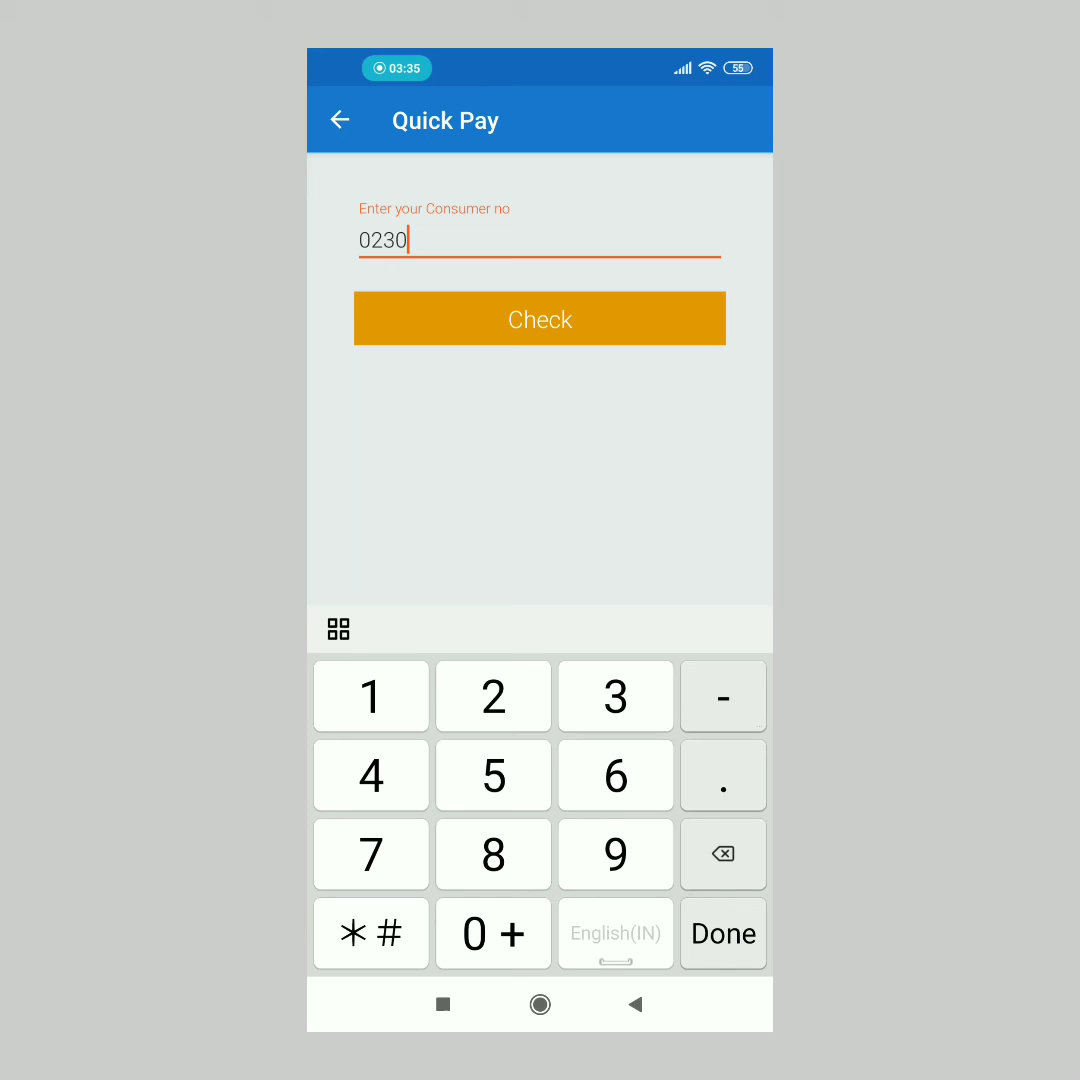 03:35
55
Quick Pay
Enter your Consumer no
0230
Check
1 2 3 -
4 5 6 .
7 8 9
* # 0 + English(IN) Done